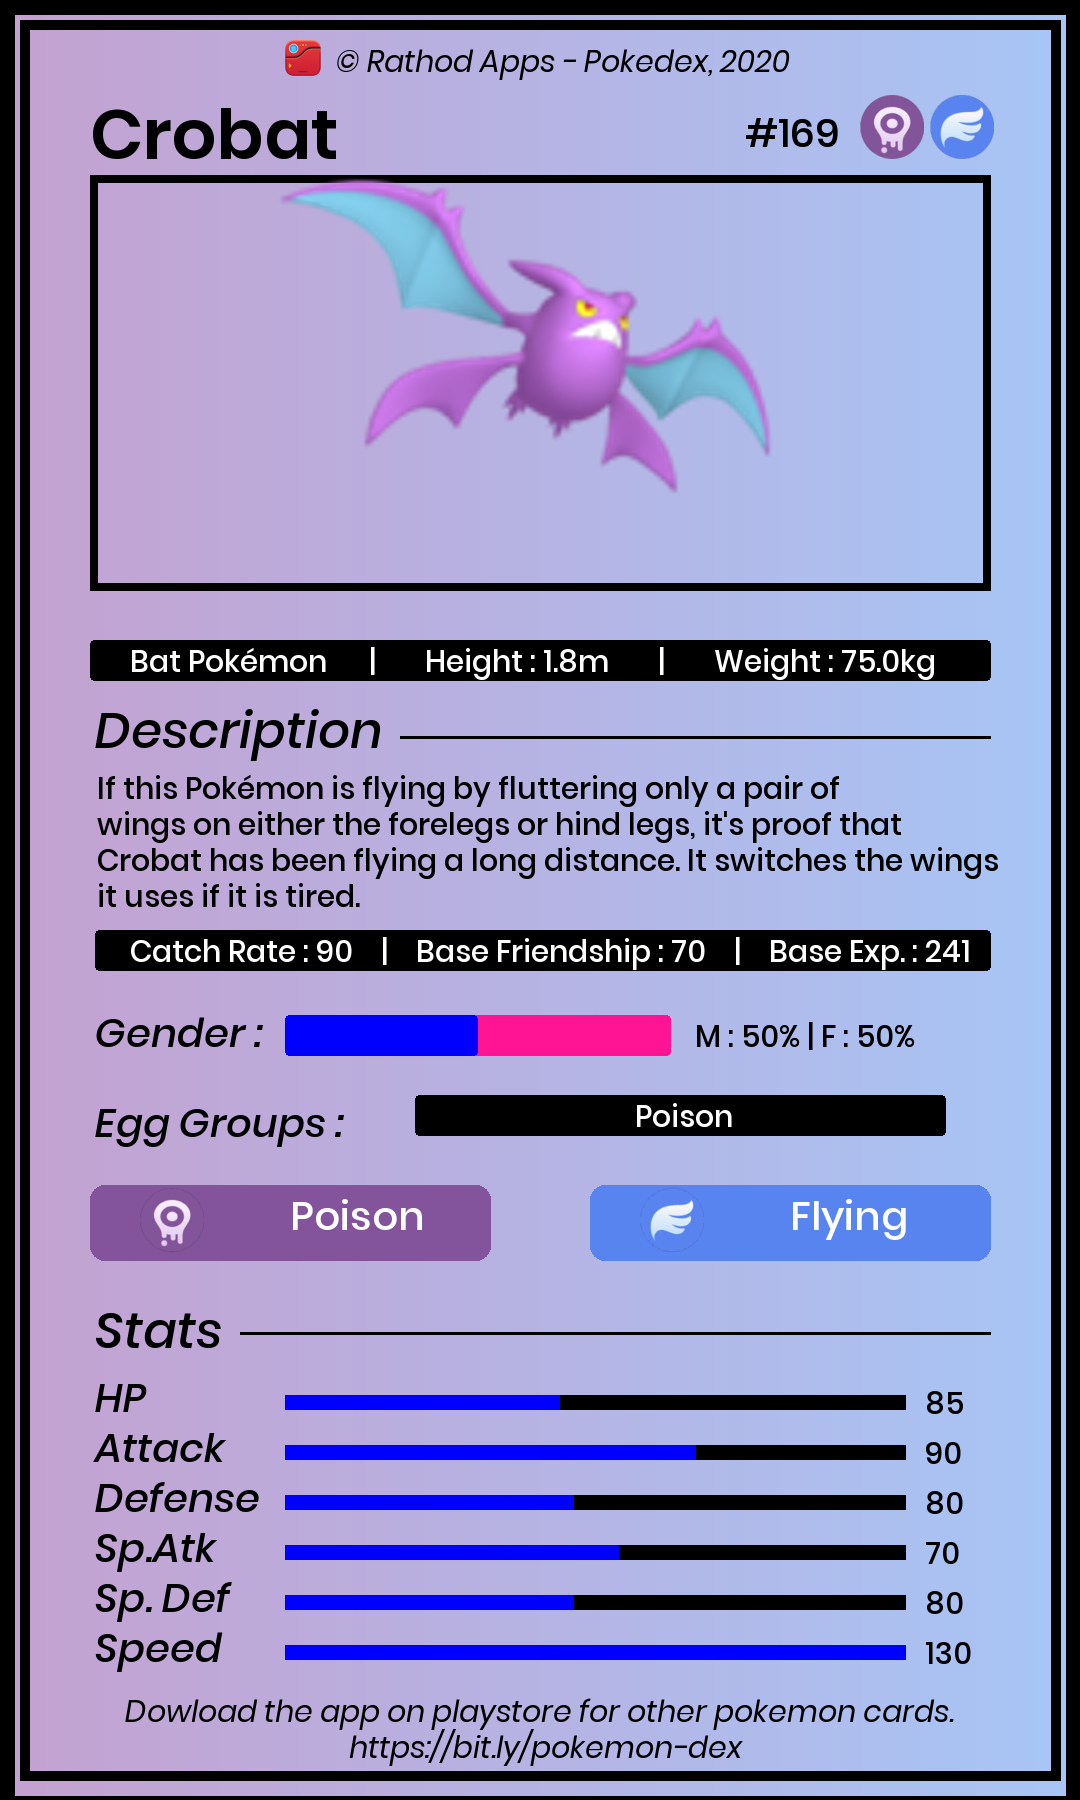 © Rathod Apps - Pokedex, 2020
Crobat #169
Bat Pokémon | Height : 1.8m | Weight : 75.0kg
Description
If this Pokémon is flying by fluttering only a pair of
wings on either the forelegs or hind legs, it's proof that
Crobat has been flying a long distance. It switches the wings
it uses if it is tired.
Catch Rate : 90 | Base Friendship : 70 | Base Exp. : 241
Gender : M : 50% | F : 50%
Egg Groups : Poison
Poison Flying
Stats
HP 85
Attack 90
Defense 80
Sp.Atk 70
Sp. Def 80
Speed 130
Dowload the app on playstore for other pokemon cards.
https://bit.ly/pokemon-dex